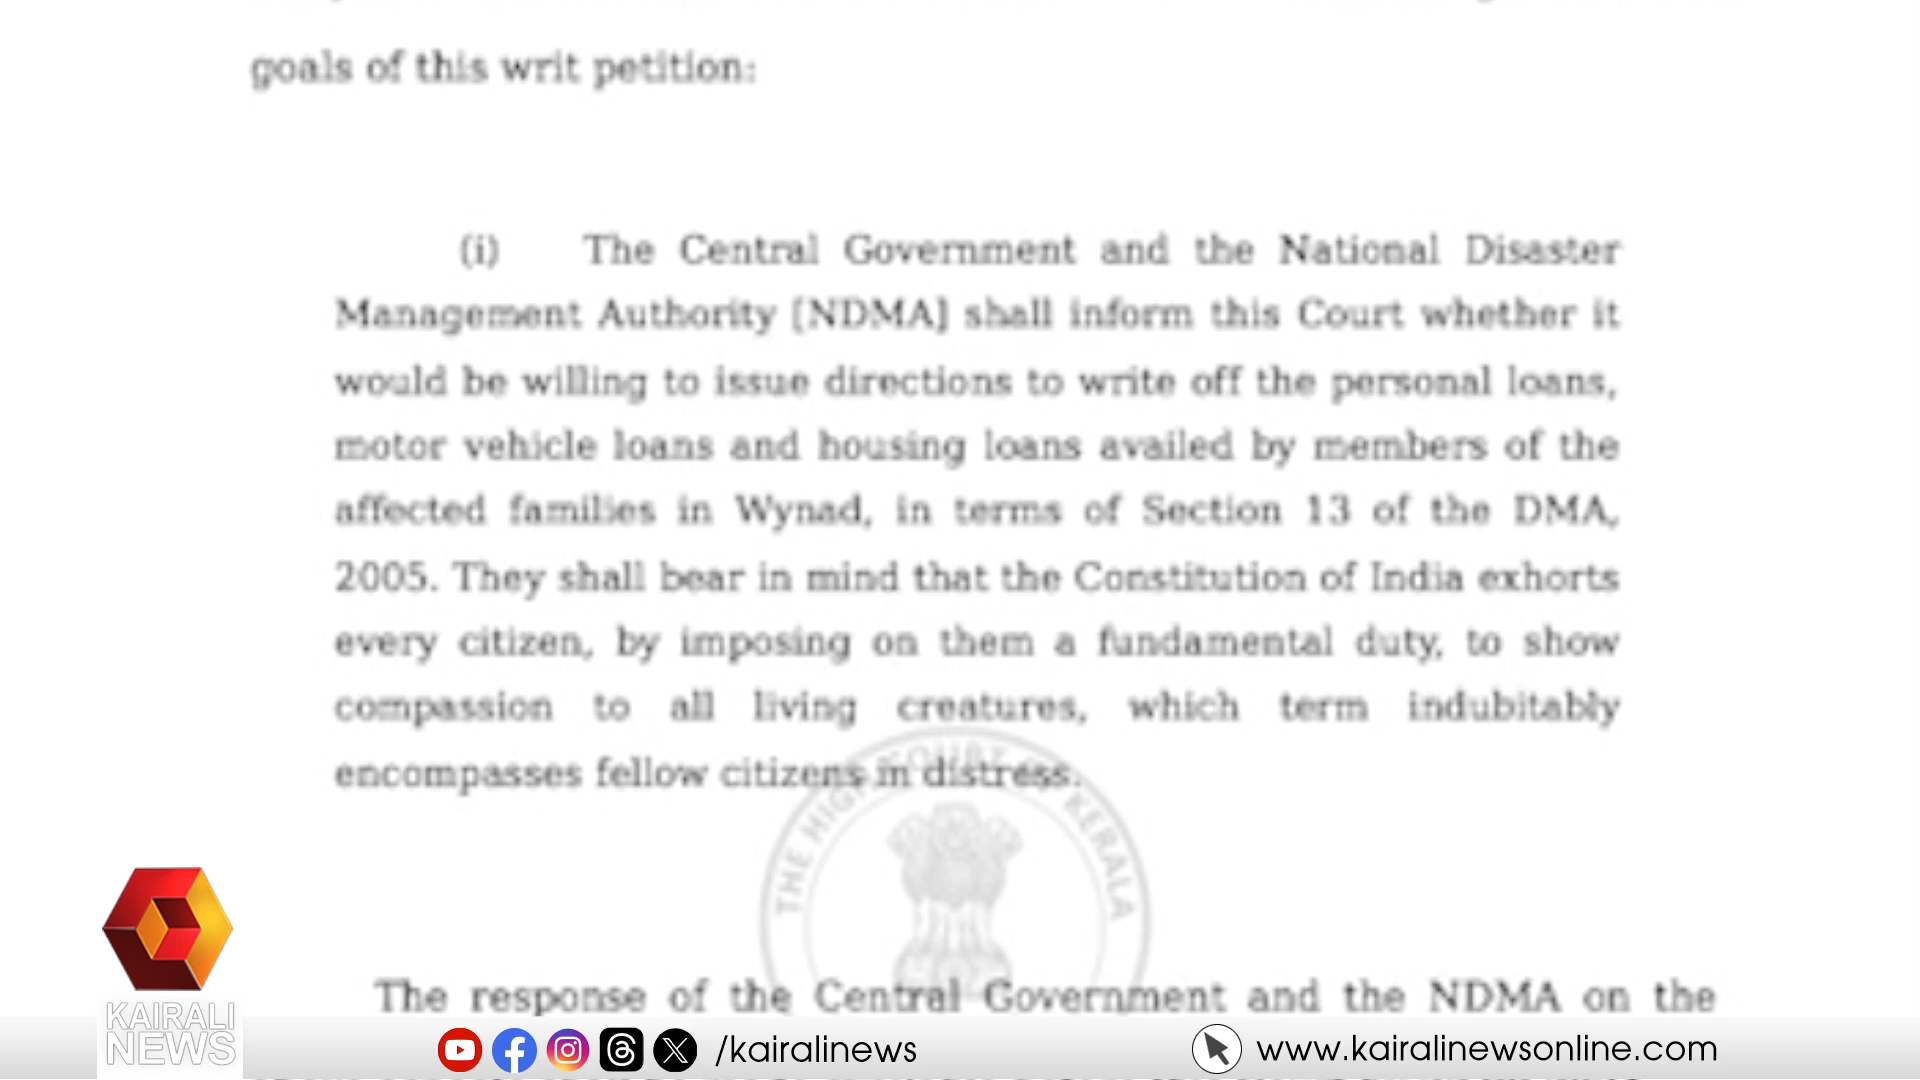 goals of this writ petition:
(i) The Central Government and the National Disaster
Management Authority [NDMA] shall inform this Court whether it
would be willing to issue directions to write off the personal loans,
motor vehicle loans and housing loans availed by members of the
affected families in Wynad, in terms of Section 13 of the DMA,
2005. They shall bear in mind that the Constitution of India exhorts
every citizen, by imposing on them a fundamental duty, to show
compassion to all living creatures, which term indubitably
encompasses fellow citizens in distress.
THE HIGH COURT OF KERALA
The response of the Central Government and the NDMA on the
KAIRALI
NEWS
/kairalinews
www.kairalinewsonline.com